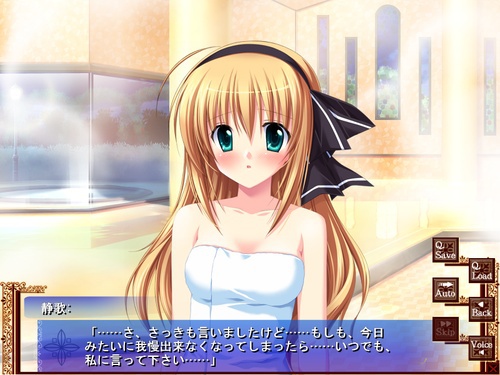 Q.
Save
Q.
Load
Auto
Back
Skip
Voice
静歌:
「……さ、さっきも言いましたけど……もしも、今日
みたいに我慢出来なくなってしまったら……いつでも、
私に言って下さい……」